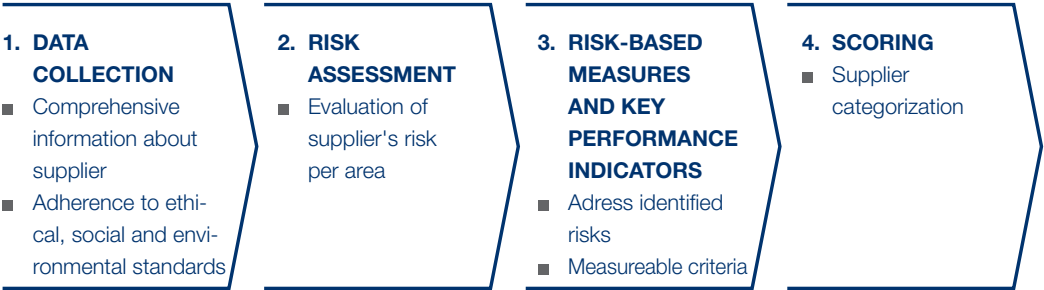 1. DATA
COLLECTION
■ Comprehensive
information about
supplier
■ Adherence to ethi-
cal, social and envi-
ronmental standards
2. RISK
ASSESSMENT
■ Evaluation of
supplier's risk
per area
3. RISK-BASED
MEASURES
AND KEY
PERFORMANCE
INDICATORS
■ Adress identified
risks
■ Measureable criteria
4. SCORING
■ Supplier
categorization